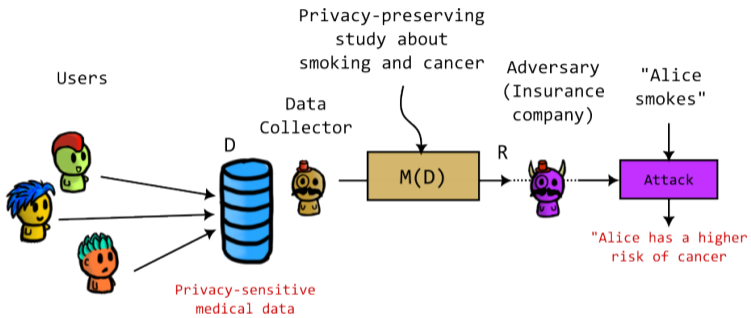 Privacy-preserving
study about
smoking and cancer
Users
Data
Collector
Adversary
(Insurance
company)
"Alice
smokes"
D
M(D)
R
Attack
Privacy-sensitive
medical data
"Alice has a higher
risk of cancer